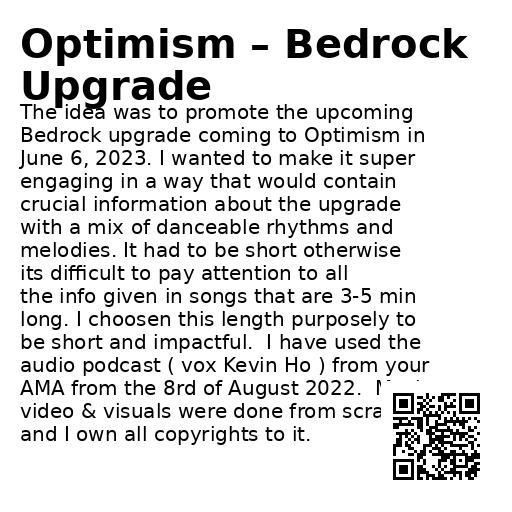 Optimism – Bedrock
Upgrade
The idea was to promote the upcoming
Bedrock upgrade coming to Optimism in
June 6, 2023. I wanted to make it super
engaging in a way that would contain
crucial information about the upgrade
with a mix of danceable rhythms and
melodies. It had to be short otherwise
its difficult to pay attention to all
the info given in songs that are 3-5 min
long. I choosen this length purposely to
be short and impactful.  I have used the
audio podcast ( vox Kevin Ho ) from your
AMA from the 8rd of August 2022.
video & visuals were done from
and I own all copyrights to it.